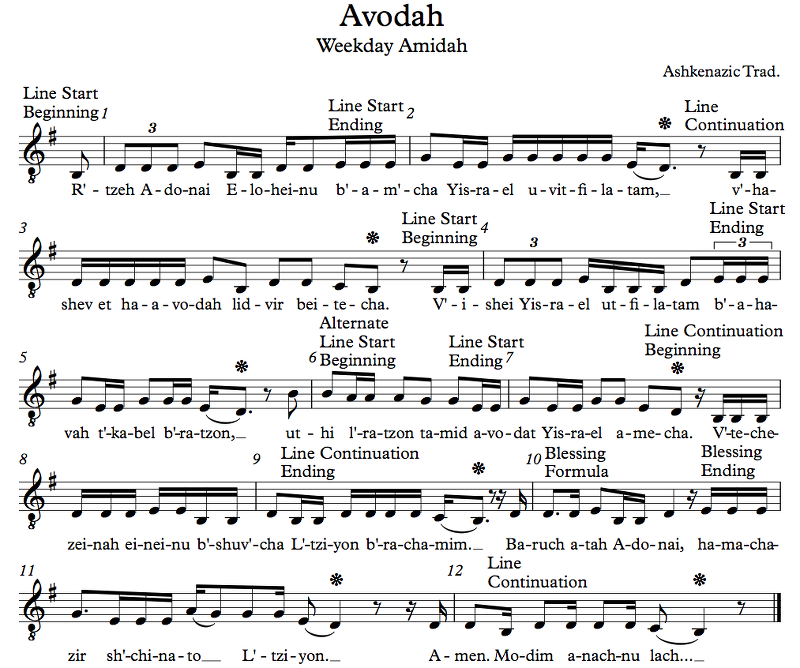 Avodah
Weekday Amidah
Ashkenazic Trad.
Line Start
Beginning
1
Line Start
Ending
2
Line
Continuation
3
R' - tzeh A - do - nai E - lo - hei - nu b' - a - m' - cha Yis - ra - el u - vit - fi - la - tam, v' - ha -
3
Line Start
Beginning
4
Line Start
Ending
3
3
shev et ha - a - vo - dah lid - vir bei - te - cha. V' - i - shei Yis - ra - el ut - fi - la - tam b' - a - ha -
5
Alternate
Line Start
Beginning
6
Line Start
Ending
7
Line Continuation
Beginning
vah t' - ka - bel b' - ra - tzon, ut - hi l' - ra - tzon ta - mid a - vo - dat Yis - ra - el a - me - cha. V' - te - che -
8
9
Line Continuation
Ending
10
Blessing
Formula
Blessing
Ending
zei - nah ei - nei - nu b' - shuv' - cha L' - tzi - yon b' - ra - cha - mim. Ba - ruch a - tah A - do - nai, ha - ma - cha -
11
12
Line
Continuation
zir sh' - chi - na - to L' - tzi - yon. A - men. Mo - dim a - nach - nu lach...